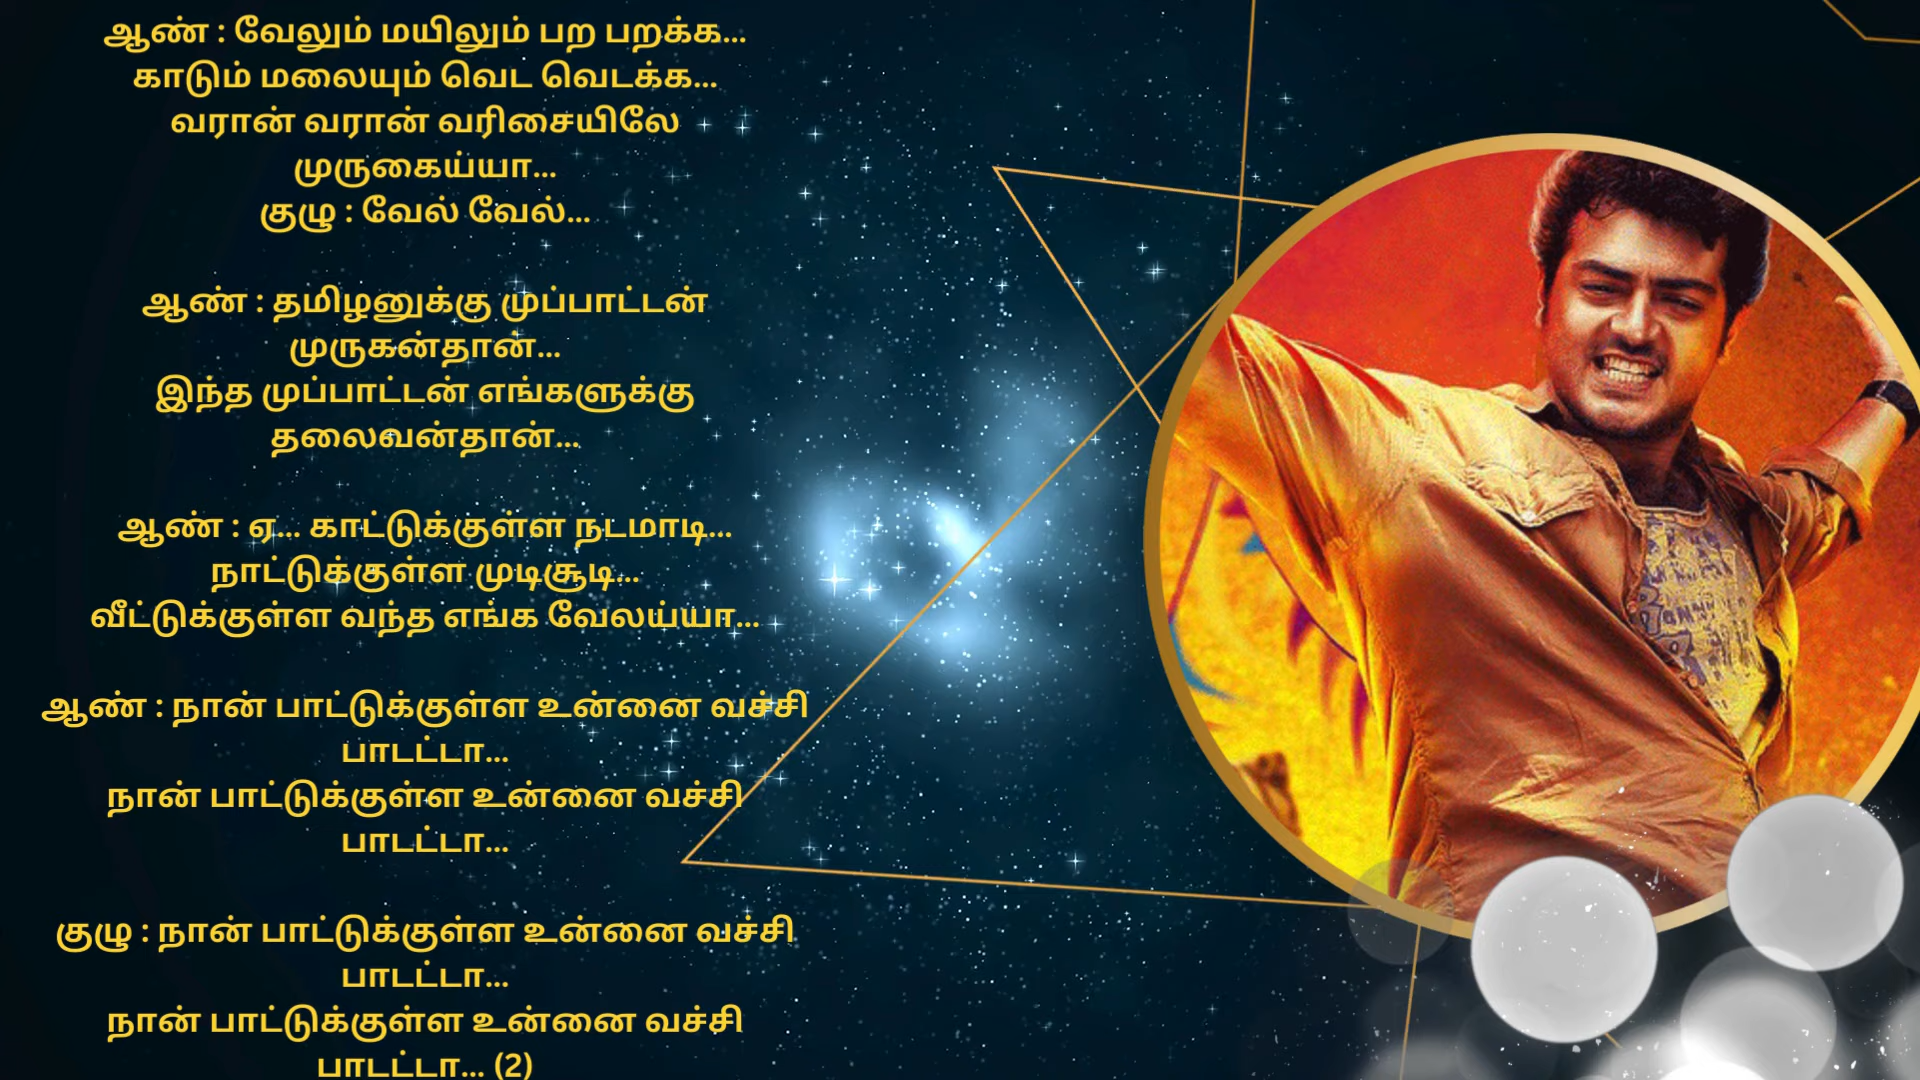 ஆண் : வேலும் மயிலும் பற பறக்க...
காடும் மலையும் வெட வெடக்க...
வரான் வரான் வரிசையிலே
முருகைய்யா...
குழு : வேல் வேல்...
ஆண் : தமிழனுக்கு முப்பாட்டன்
முருகன்தான்...
இந்த முப்பாட்டன் எங்களுக்கு
தலைவன்தான்...
ஆண் : ஏ... காட்டுக்குள்ள நடமாடி...
நாட்டுக்குள்ள முடிசூடி...
வீட்டுக்குள்ள வந்த எங்க வேலய்யா...
ஆண் : நான் பாட்டுக்குள்ள உன்னை வச்சி
பாடட்டா...
நான் பாட்டுக்குள்ள உன்னை வச்சி
பாடட்டா...
குழு : நான் பாட்டுக்குள்ள உன்னை வச்சி
பாடட்டா...
நான் பாட்டுக்குள்ள உன்னை வச்சி
பாடட்டா... (2)